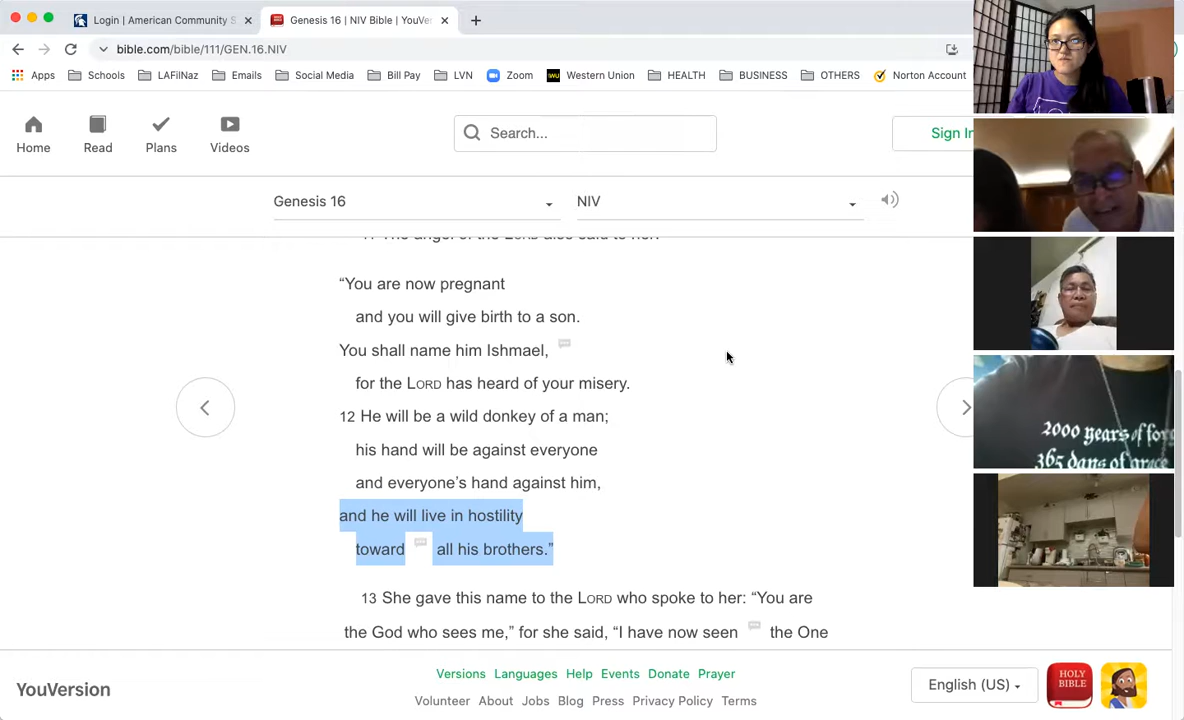 Login | American Community S
Genesis 16 | NIV Bible | YouVe
bible.com/bible/111/GEN.16.NIV
Apps
Schools
LAFilNaz
Emails
Social Media
Bill Pay
LVN
Zoom
Western Union
HEALTH
BUSINESS
OTHERS
Norton Account
Home
Read
Plans
Videos
Search...
Sign In
Genesis 16
NIV
“You are now pregnant
and you will give birth to a son.
You shall name him Ishmael,
for the LORD has heard of your misery.
12 He will be a wild donkey of a man;
his hand will be against everyone
and everyone’s hand against him,
and he will live in hostility
toward all his brothers.”
13 She gave this name to the LORD who spoke to her: “You are
the God who sees me,” for she said, “I have now seen the One
2000 years of
365 days of grace
YouVersion
Versions Languages Help Events Donate Prayer
Volunteer About Jobs Blog Press Privacy Policy Terms
English (US)
HOLY
BIBLE